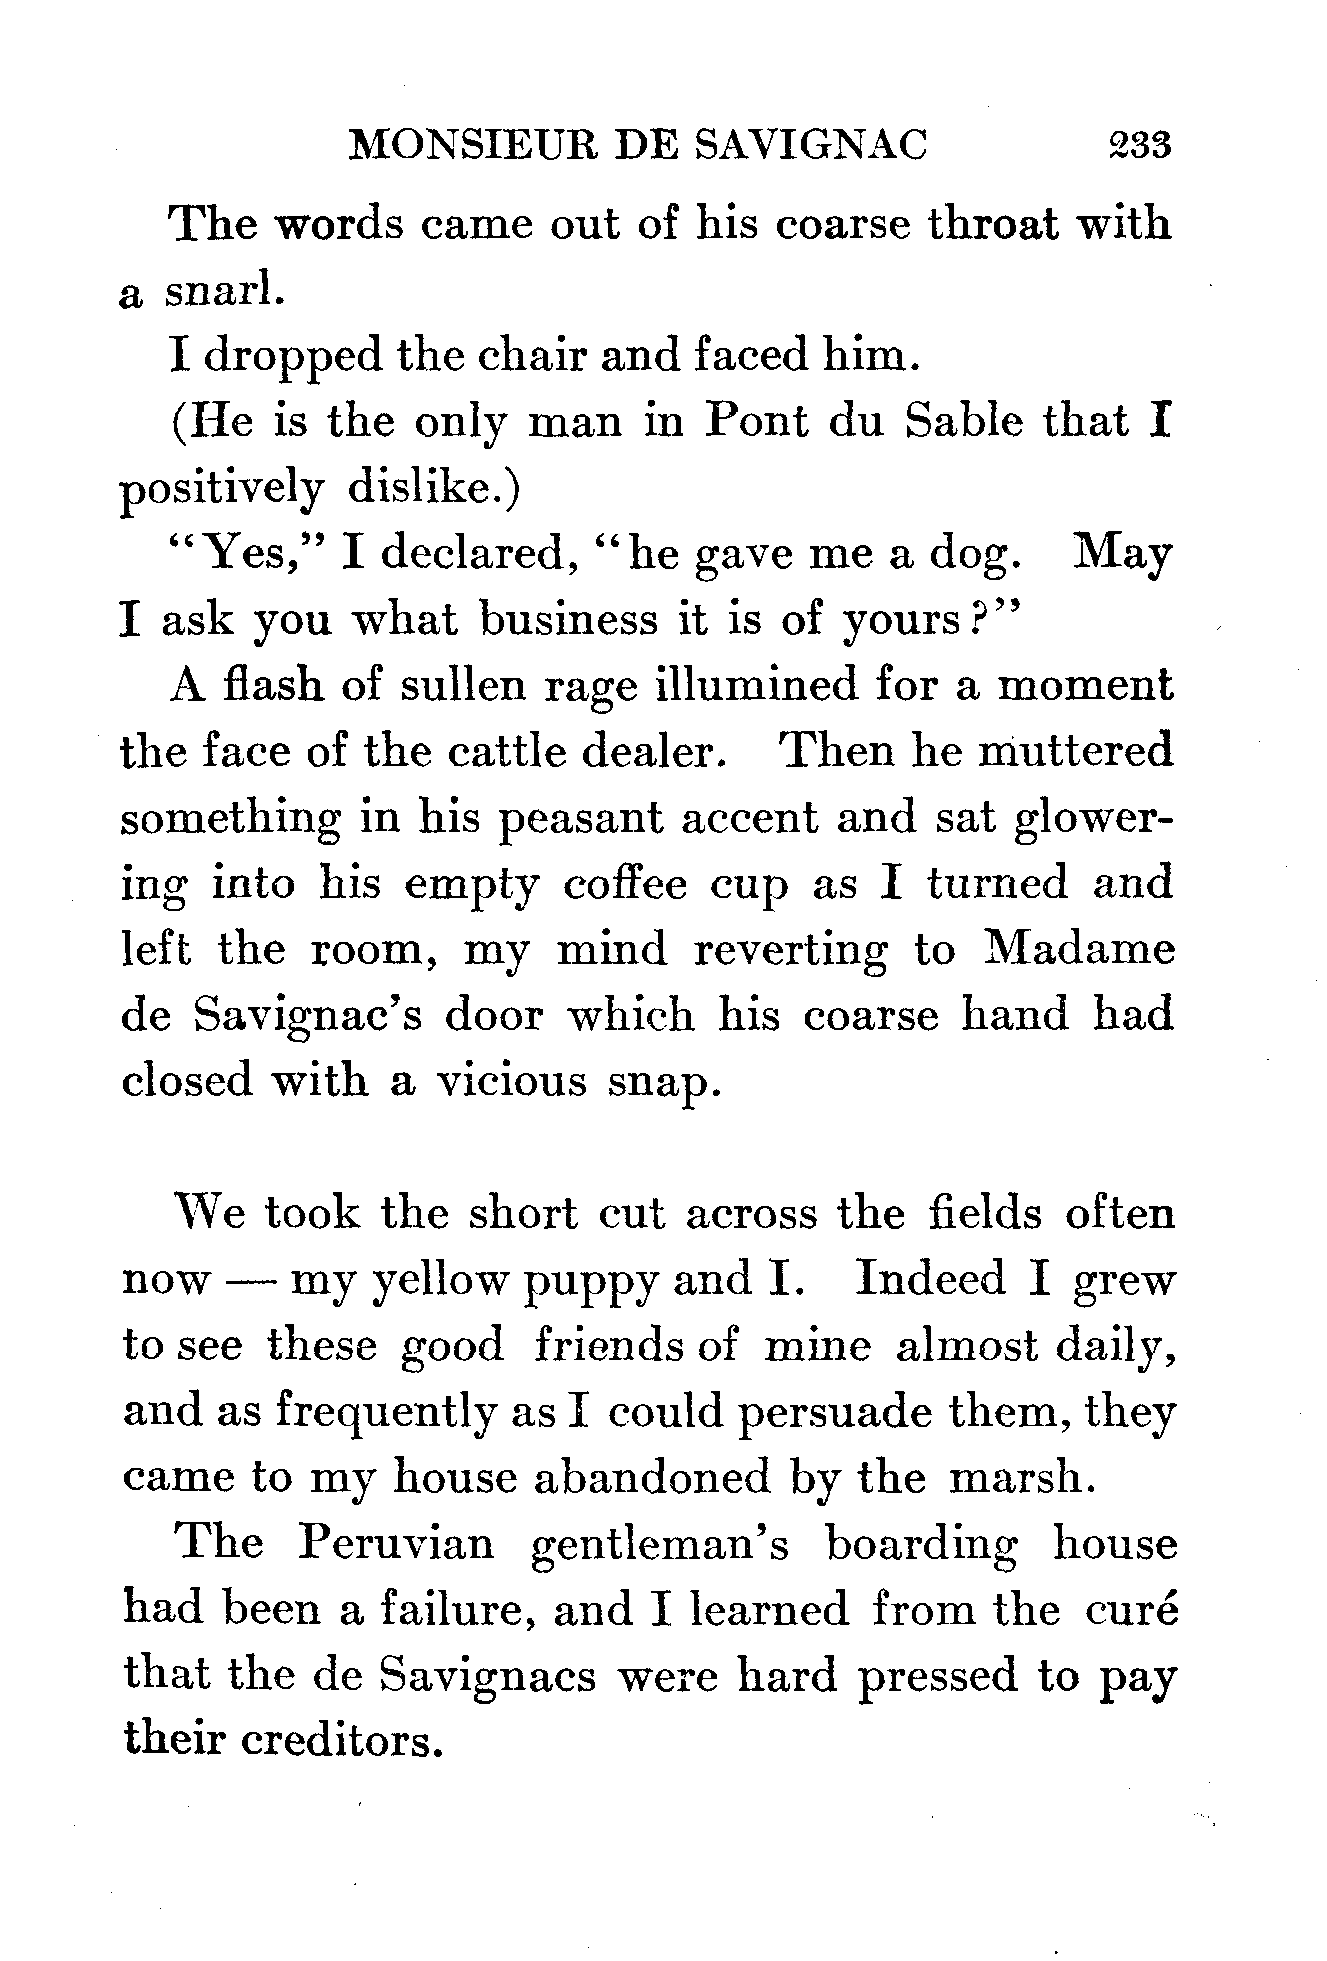 MONSIEUR DE SAVIGNAC 233
The words came out of his coarse throat with
a snarl.
I dropped the chair and faced him.
(He is the only man in Pont du Sable that I
positively dislike.)
“Yes,” I declared, “he gave me a dog. May
I ask you what business it is of yours?”
A flash of sullen rage illumined for a moment
the face of the cattle dealer. Then he muttered
something in his peasant accent and sat glower-
ing into his empty coffee cup as I turned and
left the room, my mind reverting to Madame
de Savignac’s door which his coarse hand had
closed with a vicious snap.
We took the short cut across the fields often
now — my yellow puppy and I. Indeed I grew
to see these good friends of mine almost daily,
and as frequently as I could persuade them, they
came to my house abandoned by the marsh.
The Peruvian gentleman’s boarding house
had been a failure, and I learned from the curé
that the de Savignacs were hard pressed to pay
their creditors.